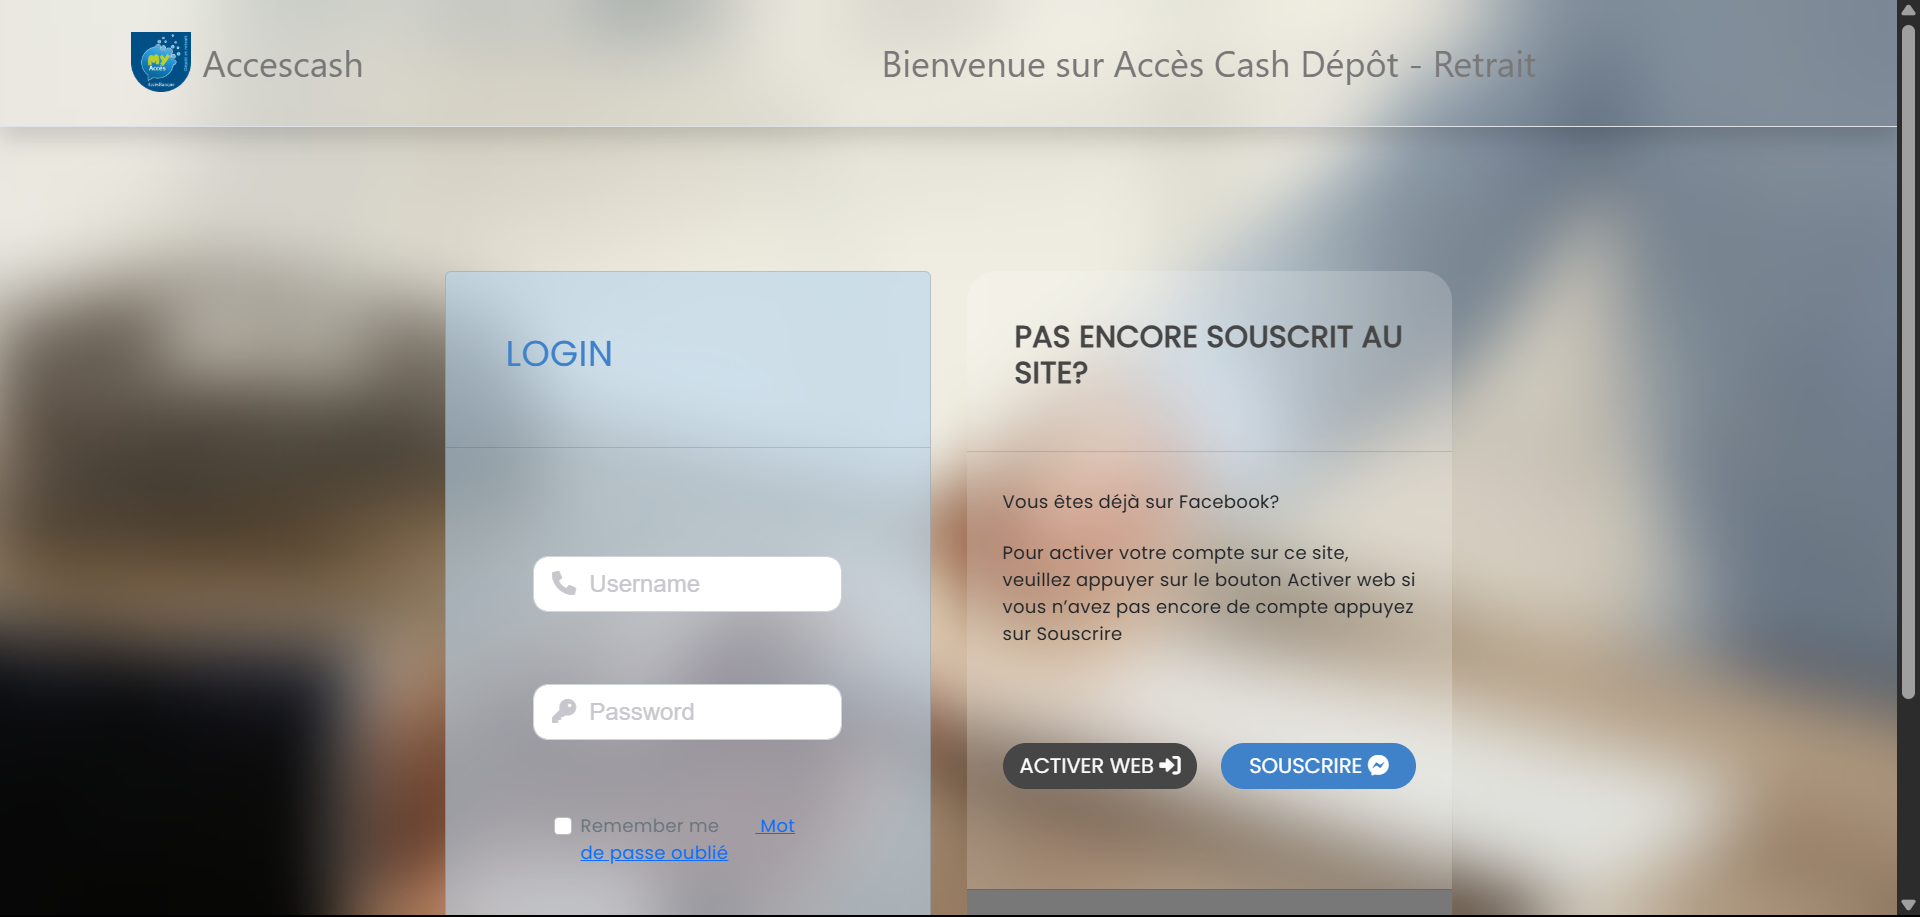 MY
Accès
Accescash
Bienvenue sur Accès Cash Dépôt - Retrait
LOGIN
Username
Password
Remember me Mot
de passe oublié
PAS ENCORE SOUSCRIT AU
SITE?
Vous êtes déjà sur Facebook?
Pour activer votre compte sur ce site,
veuillez appuyer sur le bouton Activer web si
vous n’avez pas encore de compte appuyez
sur Souscrire
ACTIVER WEB
SOUSCRIRE